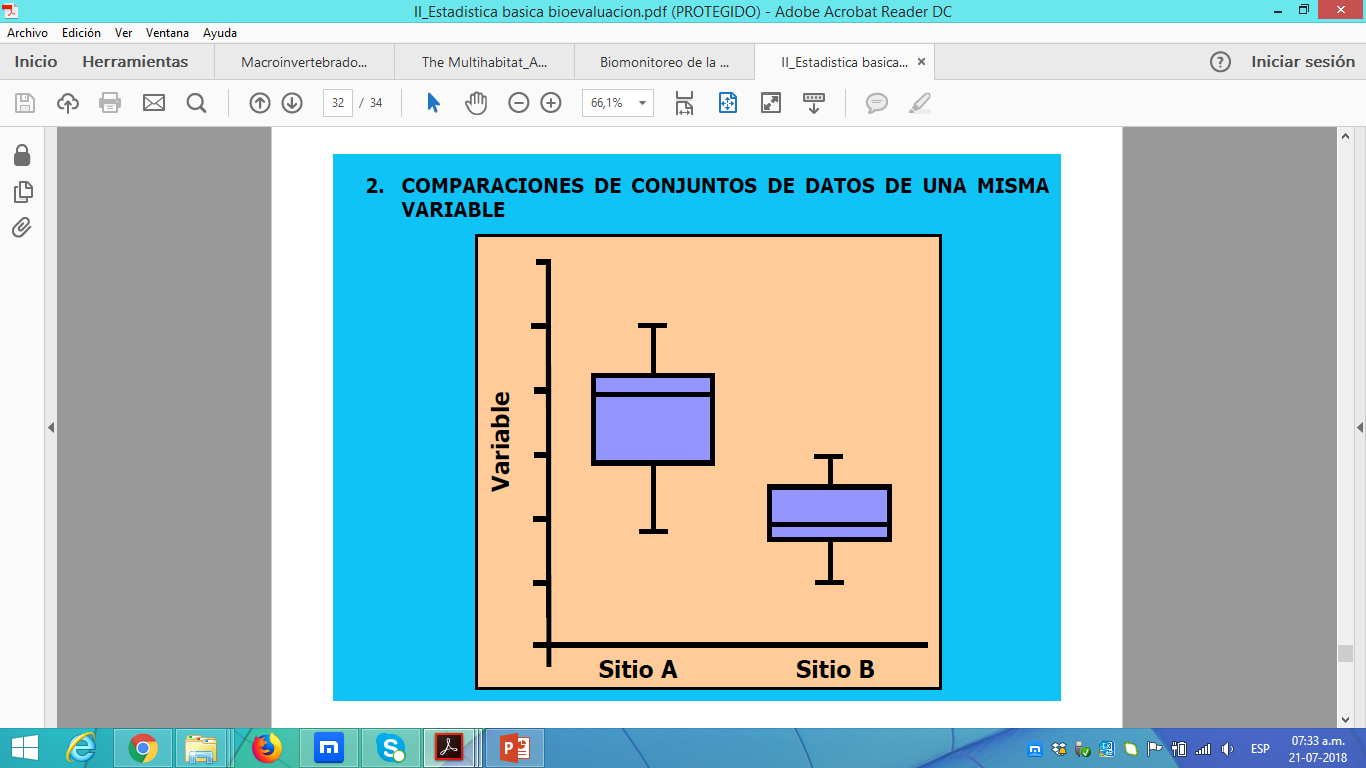 II_Estadistica basica bioevaluacion.pdf (PROTEGIDO) - Adobe Acrobat Reader DC
Archivo Edición Ver Ventana Ayuda
Inicio Herramientas Macroinvertebrado... The Multihabitat_A... Biomonitoreo de la ... II_Estadistica basica... × ? Iniciar sesión
32 / 34 66,1%
2. COMPARACIONES DE CONJUNTOS DE DATOS DE UNA MISMA
VARIABLE
Variable
Sitio A Sitio B
ESP 07:33 a.m.
21-07-2018